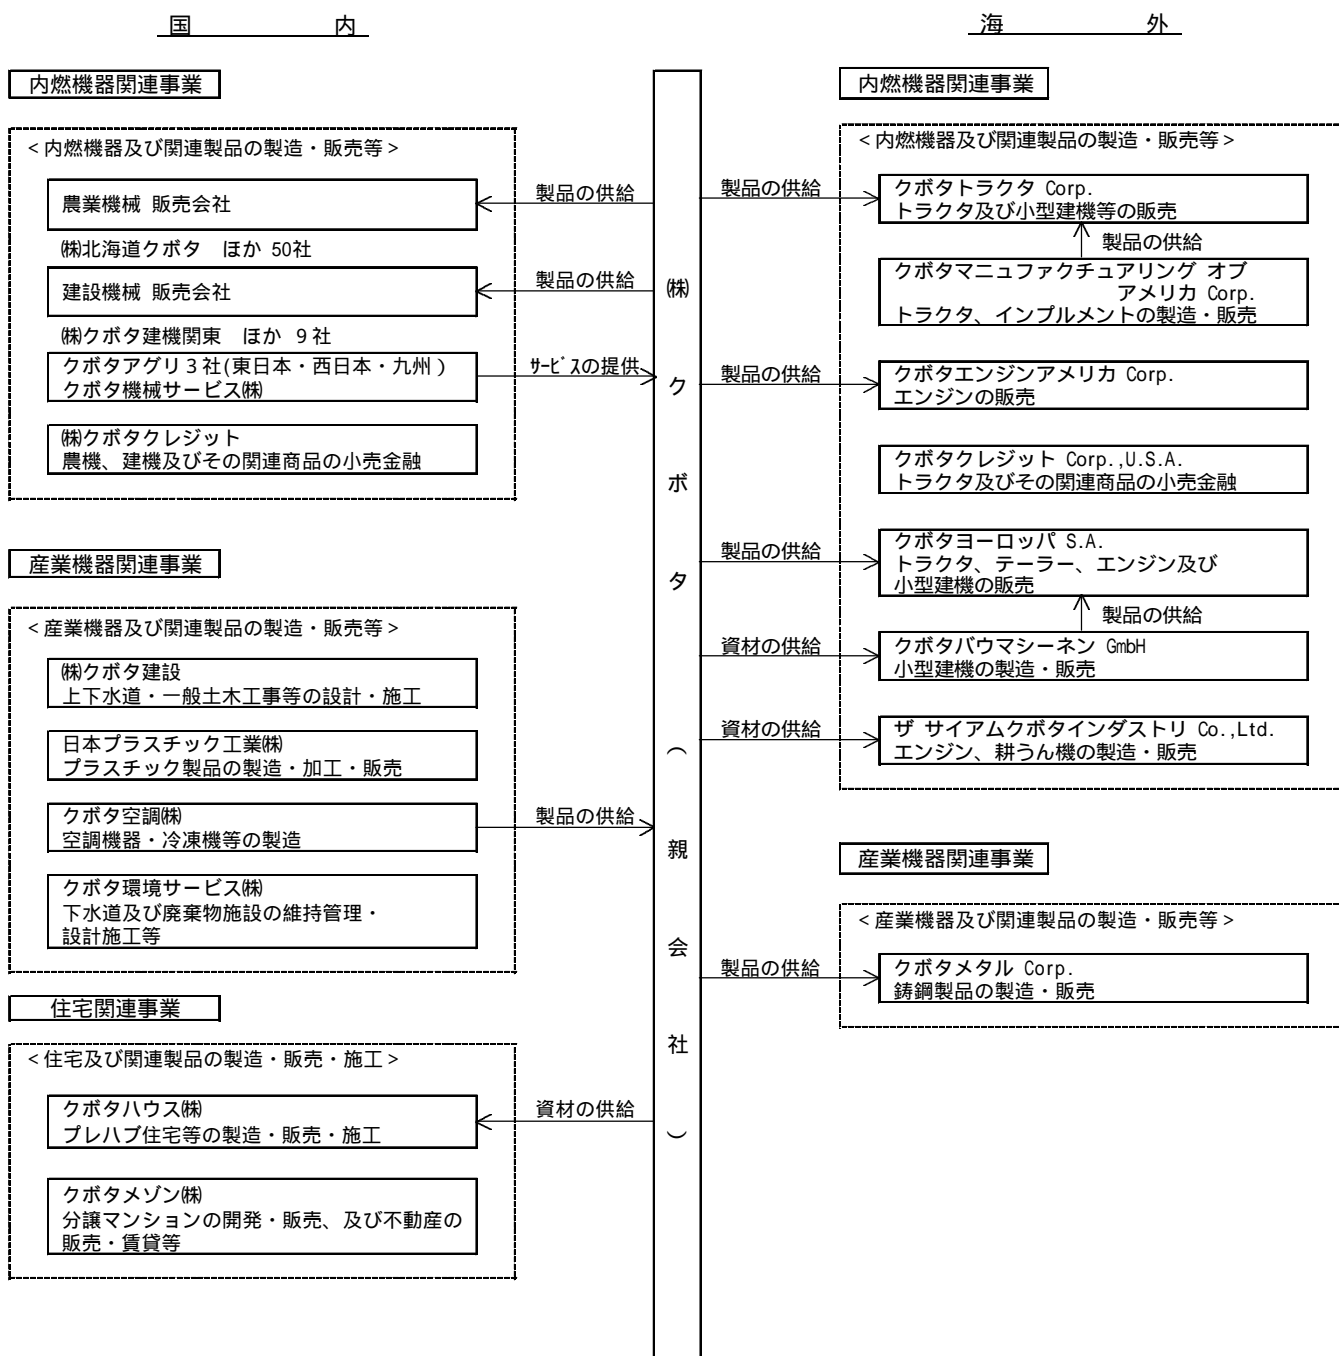 国 内
内燃機器関連事業
<内燃機器及び関連製品の製造・販売等>
農業機械 販売会社
㈱北海道クボタ ほか 50社
建設機械 販売会社
㈱クボタ建機関東 ほか 9社
クボタアグリ3社(東日本・西日本・九州)
クボタ機械サービス㈱
㈱クボタクレジット
農機、建機及びその関連商品の小売金融
製品の供給
製品の供給
ｻｰﾋﾞｽの提供
産業機器関連事業
<産業機器及び関連製品の製造・販売等>
㈱クボタ建設
上下水道・一般土木工事等の設計・施工
日本プラスチック工業㈱
プラスチック製品の製造・加工・販売
クボタ空調㈱
空調機器・冷凍機等の製造
クボタ環境サービス㈱
下水道及び廃棄物施設の維持管理・
設計施工等
製品の供給
住宅関連事業
<住宅及び関連製品の製造・販売・施工>
クボタハウス㈱
プレハブ住宅等の製造・販売・施工
クボタメゾン㈱
分譲マンションの開発・販売、及び不動産の
販売・賃貸等
資材の供給
㈱クボタ(親会社)
海 外
内燃機器関連事業
<内燃機器及び関連製品の製造・販売等>
製品の供給
クボタトラクタ Corp.
トラクタ及び小型建機等の販売
製品の供給
クボタマニュファクチュアリング オブ
アメリカ Corp.
トラクタ、インプルメントの製造・販売
製品の供給
クボタエンジンアメリカ Corp.
エンジンの販売
クボタクレジット Corp.,U.S.A.
トラクタ及びその関連商品の小売金融
製品の供給
クボタヨーロッパ S.A.
トラクタ、テーラー、エンジン及び
小型建機の販売
製品の供給
資材の供給
クボタバウマシーネン GmbH
小型建機の製造・販売
資材の供給
ザ サイアムクボタインダストリ Co.,Ltd.
エンジン、耕うん機の製造・販売
産業機器関連事業
<産業機器及び関連製品の製造・販売等>
製品の供給
クボタメタル Corp.
鋳鋼製品の製造・販売